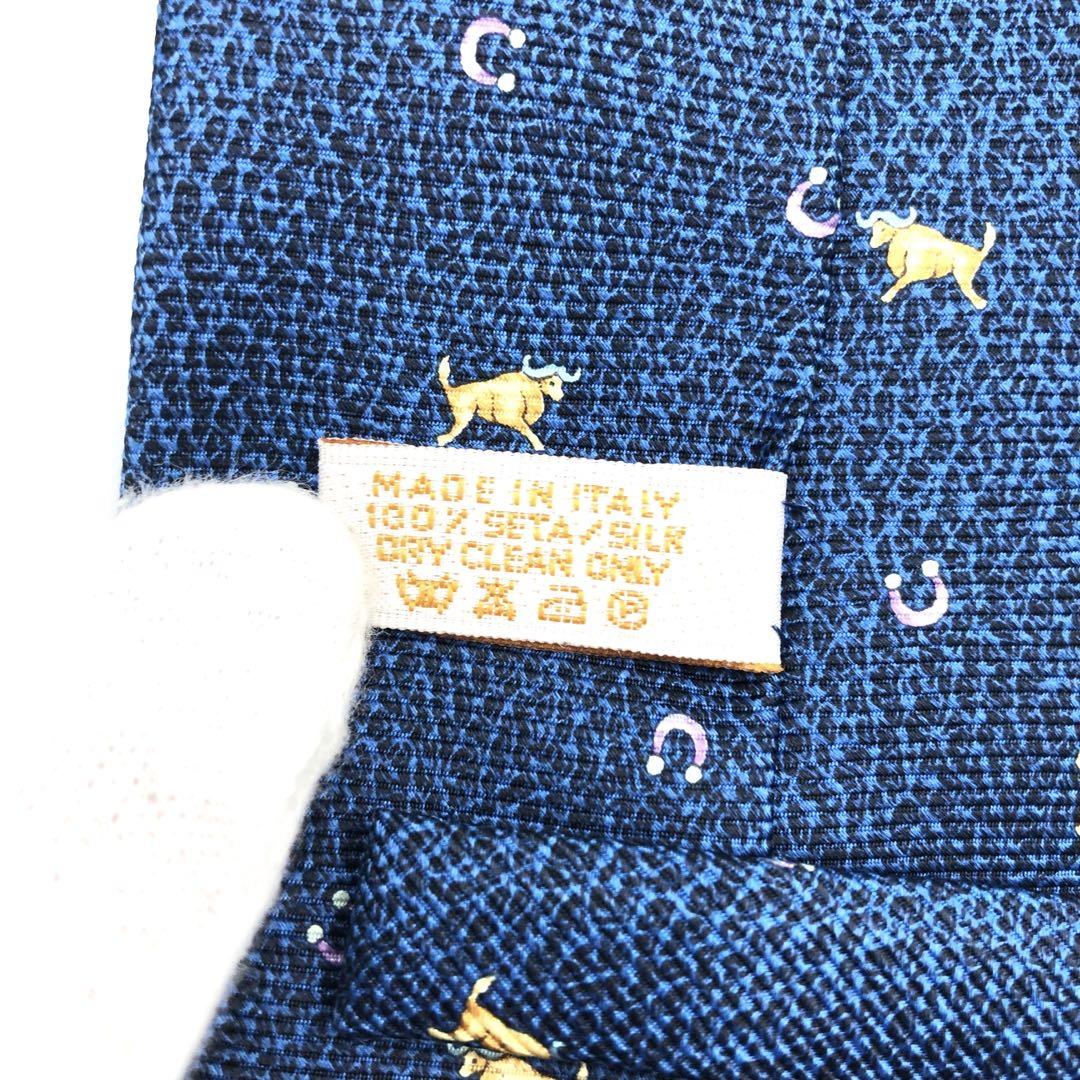 MADE IN ITALY
100% SETA/SILK
DRY CLEAN ONLY
P